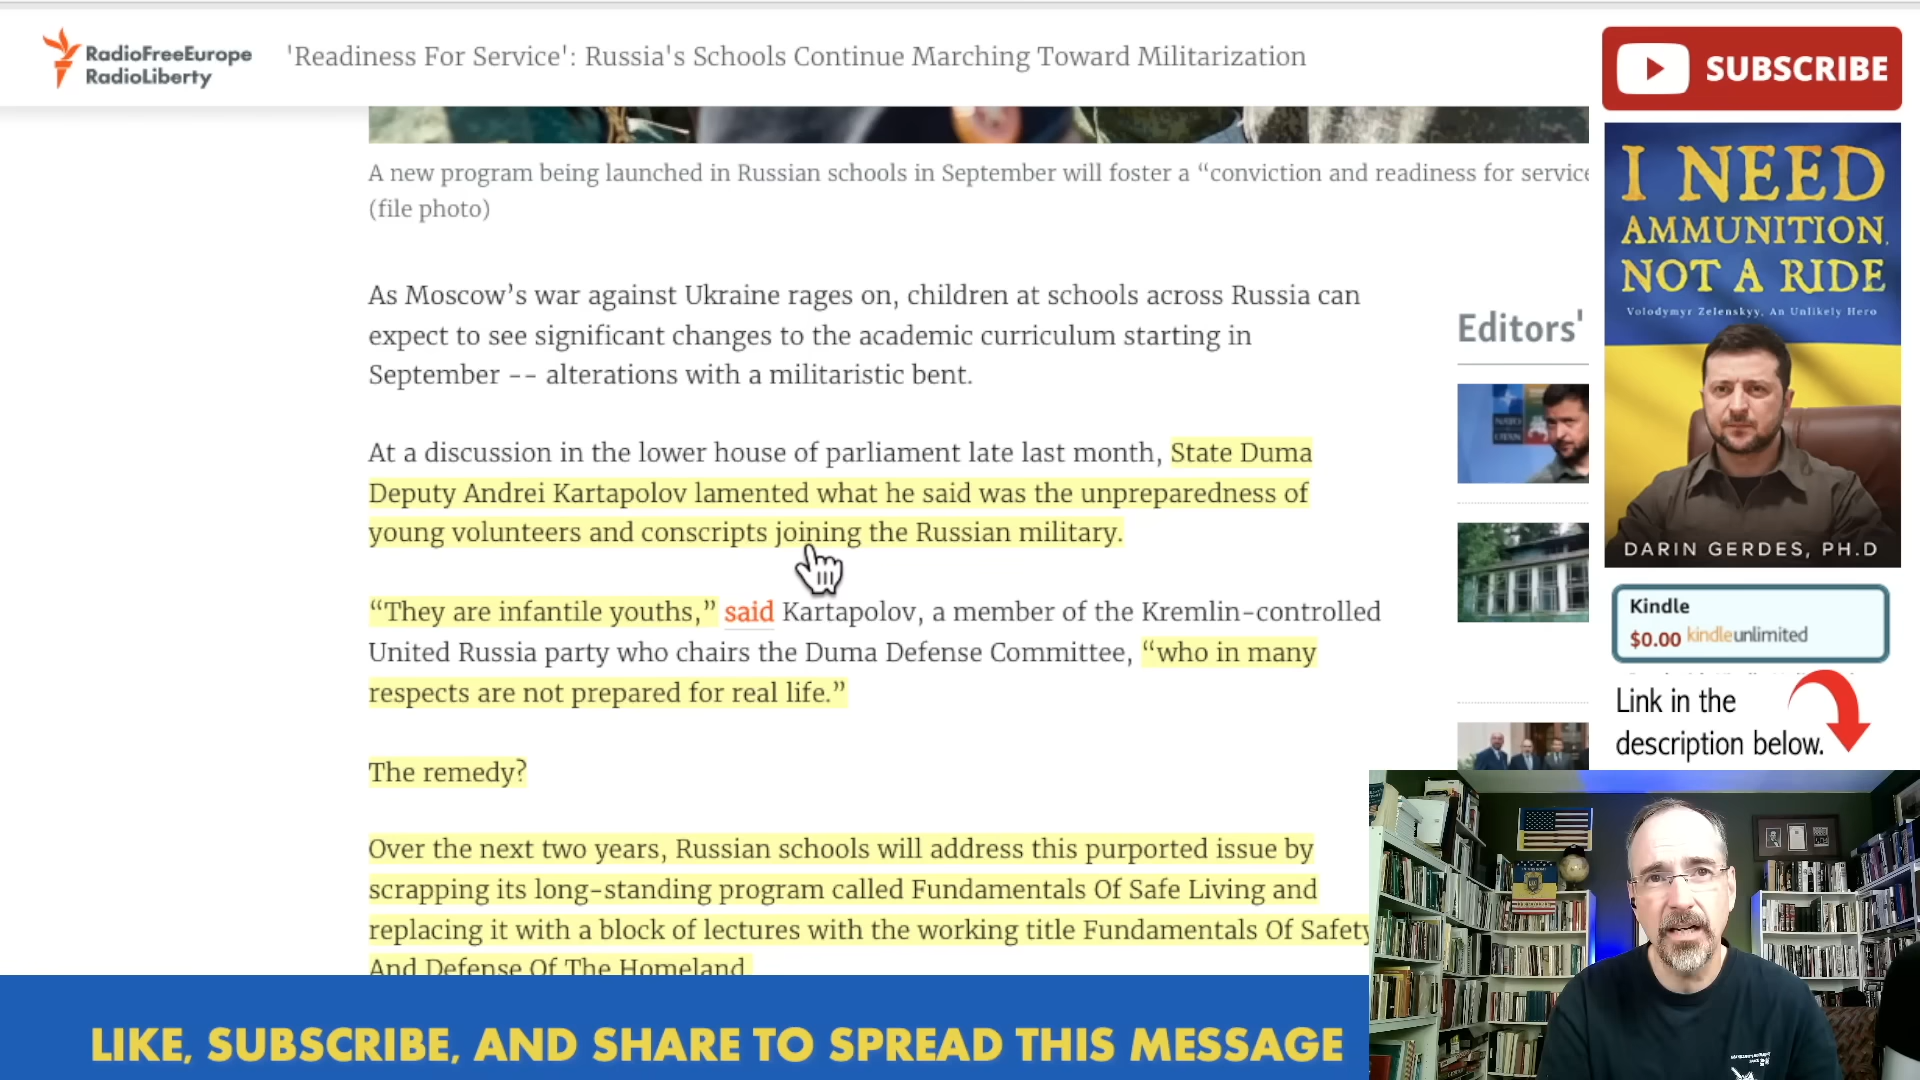 RadioFreeEurope
RadioLiberty
'Readiness For Service': Russia's Schools Continue Marching Toward Militarization
A new program being launched in Russian schools in September will foster a “conviction and readiness for service
(file photo)
As Moscow’s war against Ukraine rages on, children at schools across Russia can
expect to see significant changes to the academic curriculum starting in
September -- alterations with a militaristic bent.
At a discussion in the lower house of parliament late last month, State Duma
Deputy Andrei Kartapolov lamented what he said was the unpreparedness of
young volunteers and conscripts joining the Russian military.
“They are infantile youths,” said Kartapolov, a member of the Kremlin-controlled
United Russia party who chairs the Duma Defense Committee, “who in many
respects are not prepared for real life.”
The remedy?
Over the next two years, Russian schools will address this purported issue by
scrapping its long-standing program called Fundamentals Of Safe Living and
replacing it with a block of lectures with the working title Fundamentals Of Safety
And Defense Of The Homeland
Editors'
SUBSCRIBE
I NEED
AMMUNITION,
NOT A RIDE
Volodymyr Zelenskyy, An Unlikely Hero
DARIN GERDES, PH.D
Kindle
$0.00 kindleunlimited
Link in the
description below.
LIKE, SUBSCRIBE, AND SHARE TO SPREAD THIS MESSAGE